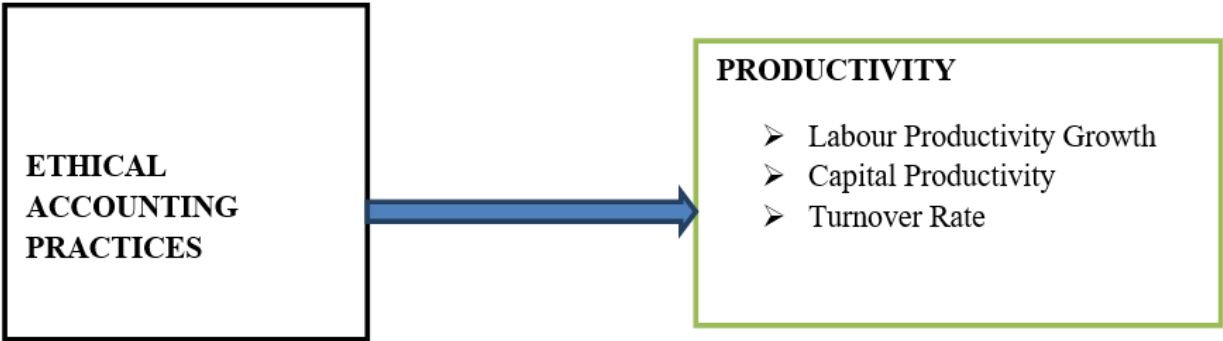 ETHICAL
ACCOUNTING
PRACTICES
PRODUCTIVITY
➢ Labour Productivity Growth
➢ Capital Productivity
➢ Turnover Rate